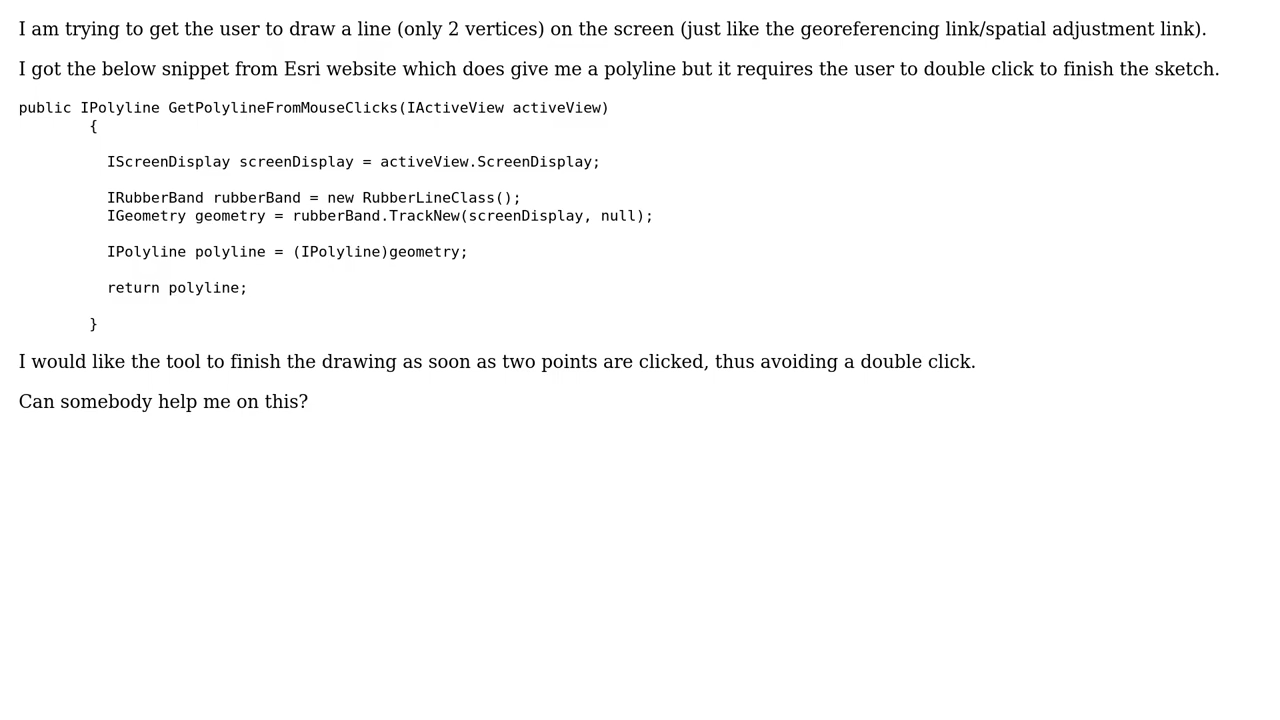 I am trying to get the user to draw a line (only 2 vertices) on the screen (just like the georeferencing link/spatial adjustment link).
I got the below snippet from Esri website which does give me a polyline but it requires the user to double click to finish the sketch.
public IPolyline GetPolylineFromMouseClicks(IActiveView activeView)
{
IScreenDisplay screenDisplay = activeView.ScreenDisplay;
IRubberBand rubberBand = new RubberLineClass();
IGeometry geometry = rubberBand.TrackNew(screenDisplay, null);
IPolyline polyline = (IPolyline)geometry;
return polyline;
}
I would like the tool to finish the drawing as soon as two points are clicked, thus avoiding a double click.
Can somebody help me on this?